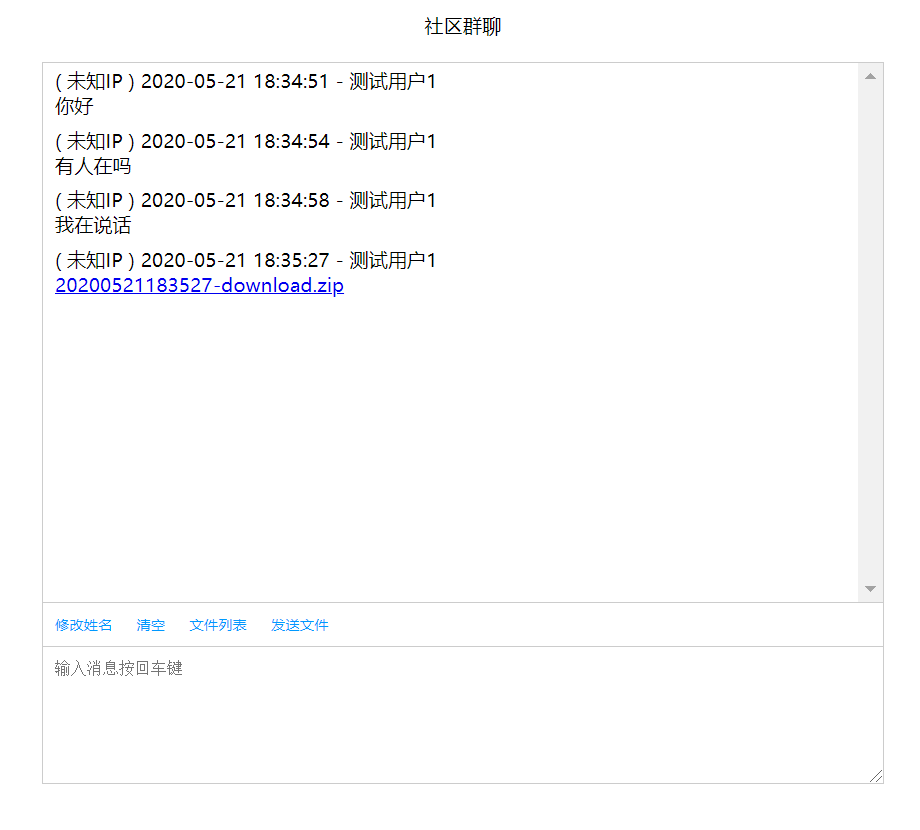 社区群聊
( 未知IP ) 2020-05-21 18:34:51 - 测试用户1
你好
( 未知IP ) 2020-05-21 18:34:54 - 测试用户1
有人在吗
( 未知IP ) 2020-05-21 18:34:58 - 测试用户1
我在说话
( 未知IP ) 2020-05-21 18:35:27 - 测试用户1
20200521183527-download.zip
修改姓名 清空 文件列表 发送文件
输入消息按回车键